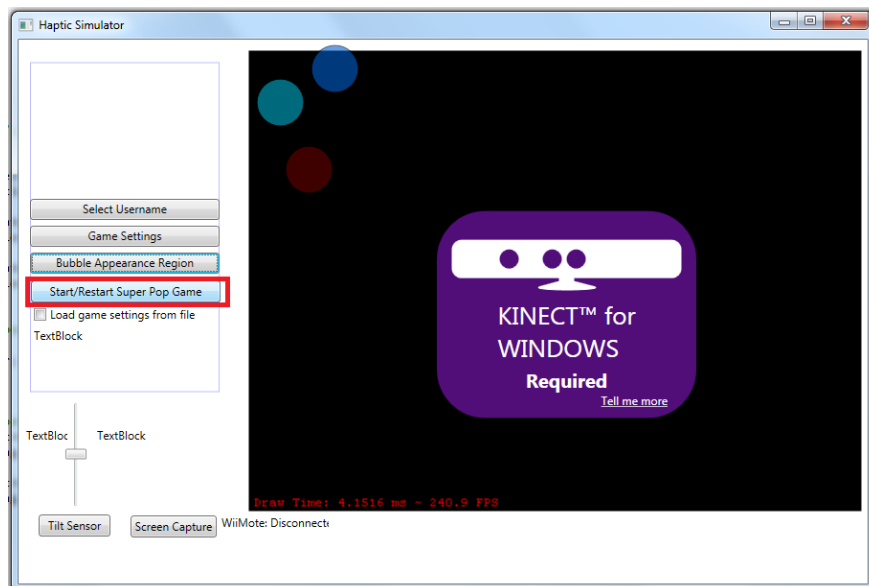 Haptic Simulator
Select Username
Game Settings
Bubble Appearance Region
Start/Restart Super Pop Game
Load game settings from file
TextBlock
KINECT™ for
WINDOWS
Required
Tell me more
TextBloc
TextBlock
Draw Time: 4.1516 ms ~ 240.9 FPS
Tilt Sensor
Screen Capture
WiiMote: Disconnecte